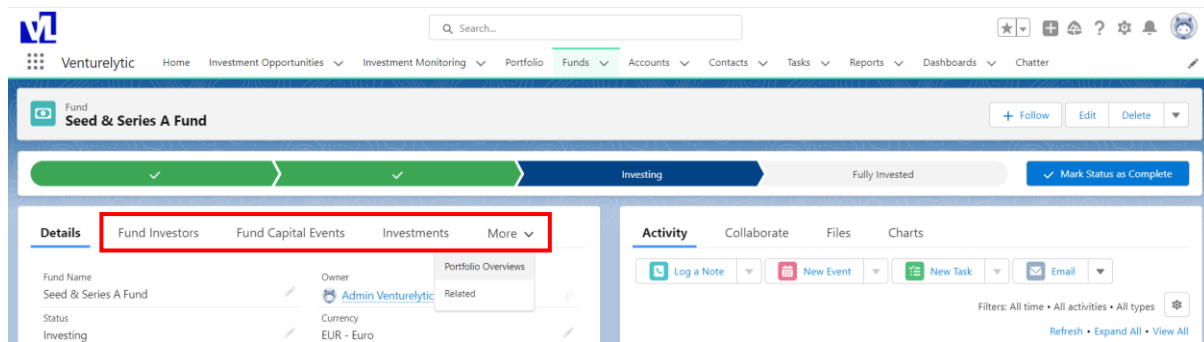 VL
Search...
Venturelytic Home Investment Opportunities Investment Monitoring Portfolio Funds Accounts Contacts Tasks Reports Dashboards Chatter
Fund
Seed & Series A Fund
+ Follow Edit Delete
Investing Fully Invested Mark Status as Complete
Details Fund Investors Fund Capital Events Investments More
Portfolio Overviews
Related
Fund Name
Seed & Series A Fund
Owner
Admin Venturelytic
Status
Investing
Currency
EUR - Euro
Activity Collaborate Files Charts
Log a Note New Event New Task Email
Filters: All time • All activities • All types
Refresh • Expand All • View All